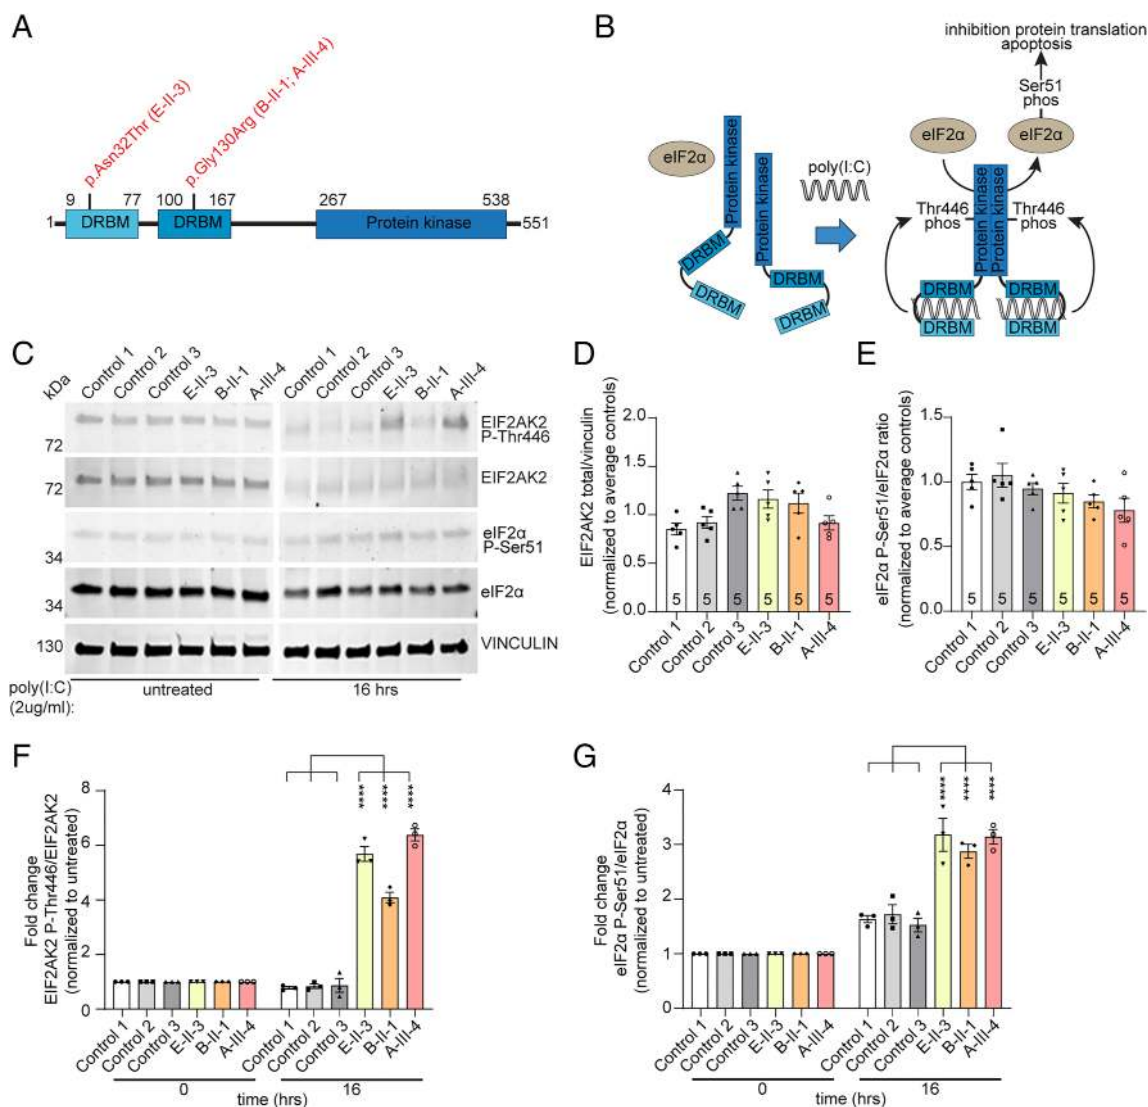 A
p.Asn32Thr (E-II-3)
p.Gly130Arg (B-II-1; A-III-4)
9 77 100 167 267 538
1 DRBM DRBM Protein kinase 551
B
inhibition protein translation
apoptosis
Ser51
phos
eIF2α
Protein kinase
Protein kinase
DRBM
DRBM
DRBM
DRBM
poly(I:C)
eIF2α
eIF2α
Thr446
phos
Protein kinase
Protein kinase
Thr446
phos
DRBM
DRBM
DRBM
DRBM
C
kDa
Control 1
Control 2
Control 3
E-II-3
B-II-1
A-III-4
Control 1
Control 2
Control 3
E-II-3
B-II-1
A-III-4
72
EIF2AK2
P-Thr446
72
EIF2AK2
34
eIF2α
P-Ser51
34
eIF2α
130
VINCULIN
poly(I:C)
(2ug/ml):
untreated
16 hrs
D
EIF2AK2 total/vinculin
(normalized to average controls)
2.0
1.5
1.0
0.5
0.0
5 5 5 5 5 5
Control 1
Control 2
Control 3
E-II-3
B-II-1
A-III-4
E
eIF2α P-Ser51/eIF2α ratio
(normalized to average controls)
1.5
1.0
0.5
0.0
5 5 5 5 5 5
Control 1
Control 2
Control 3
E-II-3
B-II-1
A-III-4
F
Fold change
EIF2AK2 P-Thr446/EIF2AK2
(normalized to untreated)
8
6
4
2
0
**** **** ****
Control 1
Control 2
Control 3
E-II-3
B-II-1
A-III-4
Control 1
Control 2
Control 3
E-II-3
B-II-1
A-III-4
0 16
time (hrs)
G
Fold change
eIF2α P-Ser51/eIF2α
(normalized to untreated)
4
3
2
1
0
**** **** ****
Control 1
Control 2
Control 3
E-II-3
B-II-1
A-III-4
Control 1
Control 2
Control 3
E-II-3
B-II-1
A-III-4
0 16
time (hrs)